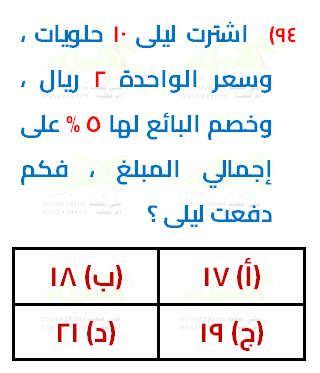 ٩٤) اشترت ليلى ١٠ حلويات ،
وسعر الواحدة ٢ ريال ،
وخصم البائع لها ٥ % على
إجمالي المبلغ ، فكم
دفعت ليلى ؟
(أ) ١٧ (ب) ١٨
(ج) ١٩ (د) ٢١